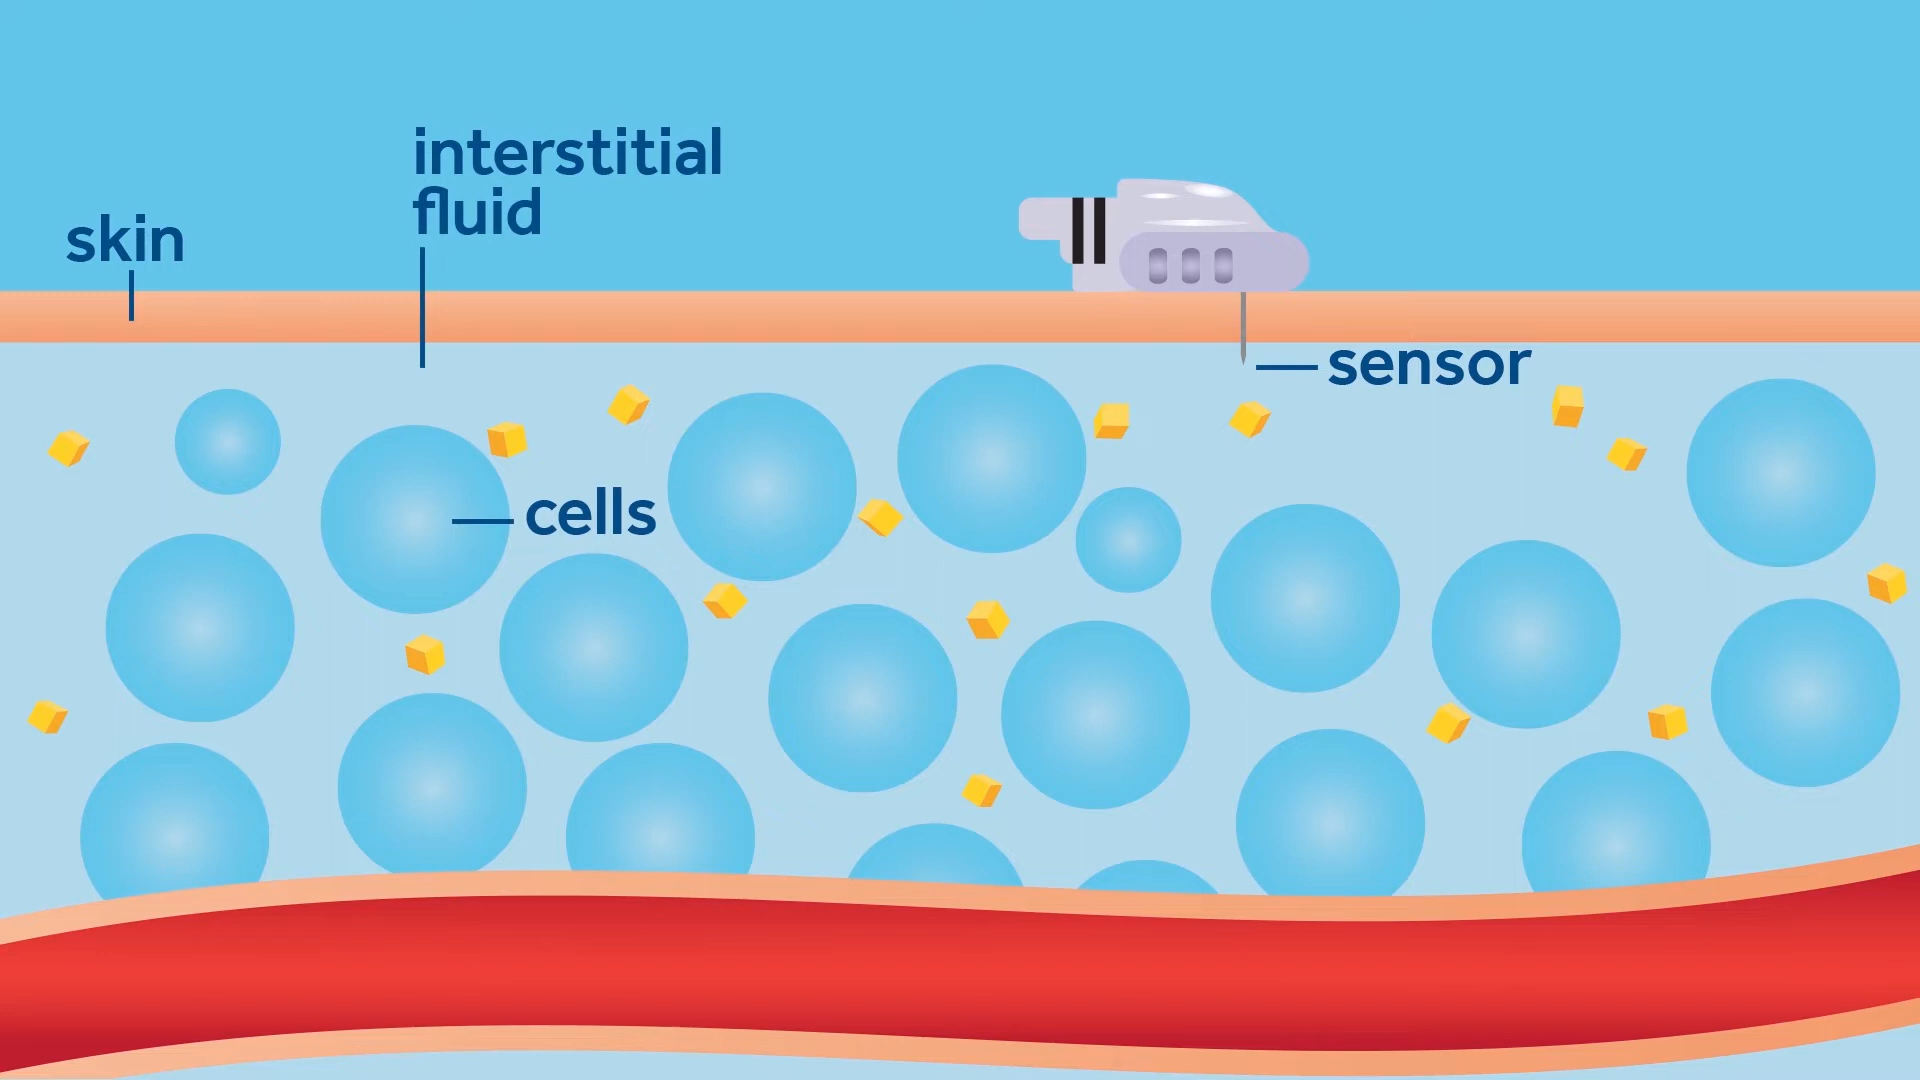 interstitial
fluid
skin
sensor
cells